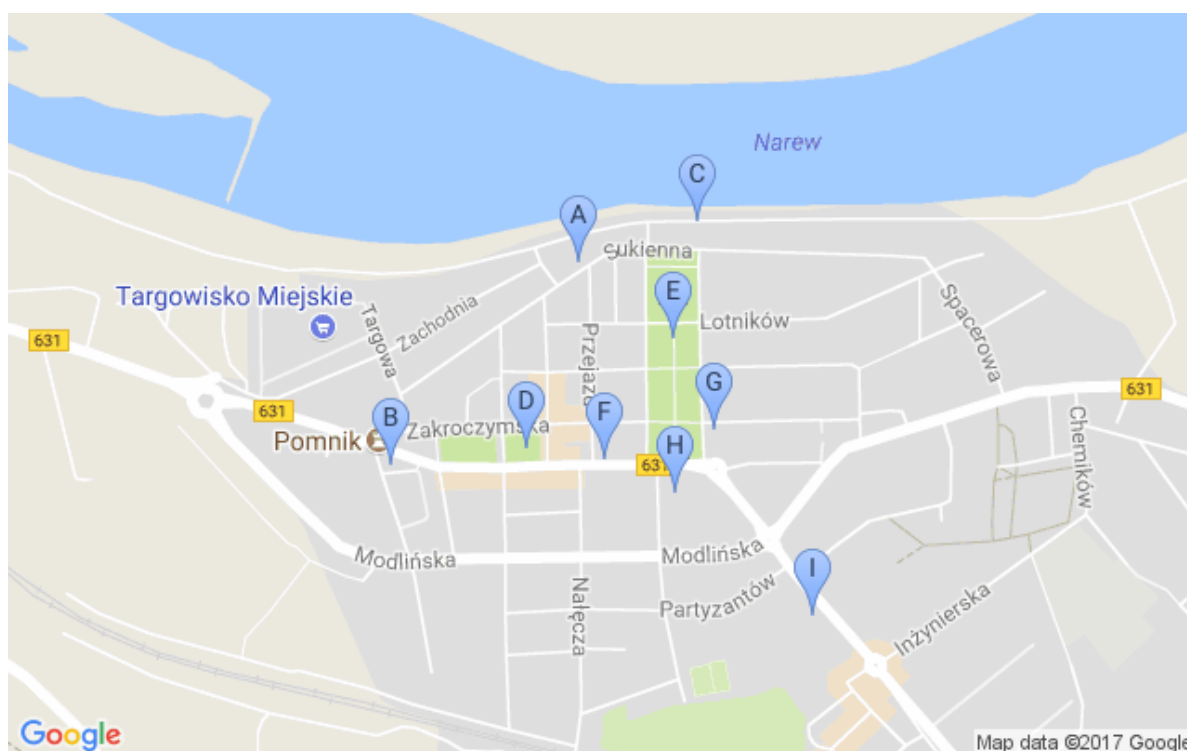 Narew
C
A
Sukienna
Targowisko Miejskie
E
Lotników
Spacerowa
Zachodnia
Targowa
Przejazd
631
631
631
G
D
F
B
Zakroczymska
Pomnik
H
631
Chemików
Modlińska
Modlińska
I
Partyzantów
Nałęcza
Inżynierska
Google
Map data ©2017 Google